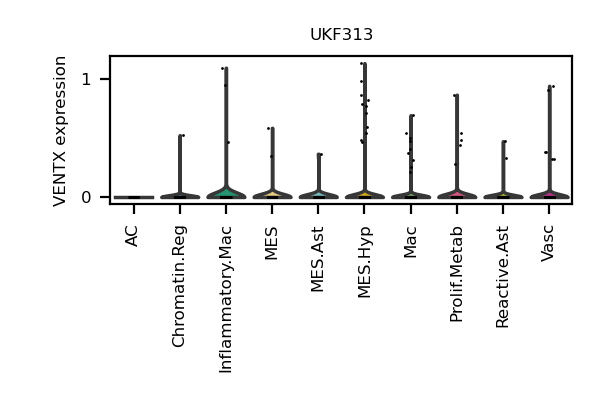 UKF313
VENTX expression
1
0
AC
Chromatin.Reg
Inflammatory.Mac
MES
MES.Ast
MES.Hyp
Mac
Prolif.Metab
Reactive.Ast
Vasc